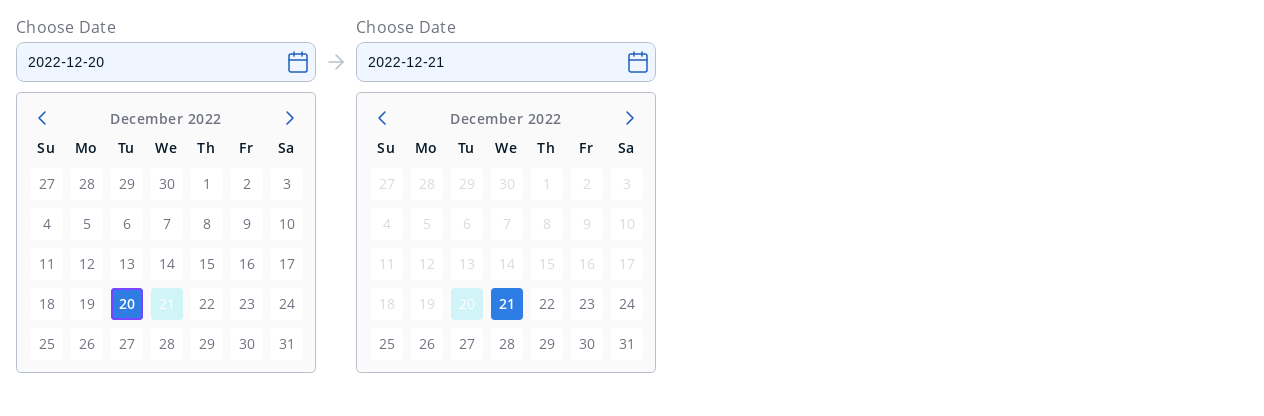 Choose Date
2022-12-20
December 2022
Su Mo Tu We Th Fr Sa
27 28 29 30 1 2 3
4 5 6 7 8 9 10
11 12 13 14 15 16 17
18 19 20 21 22 23 24
25 26 27 28 29 30 31
Choose Date
2022-12-21
December 2022
Su Mo Tu We Th Fr Sa
27 28 29 30 1 2 3
4 5 6 7 8 9 10
11 12 13 14 15 16 17
18 19 20 21 22 23 24
25 26 27 28 29 30 31